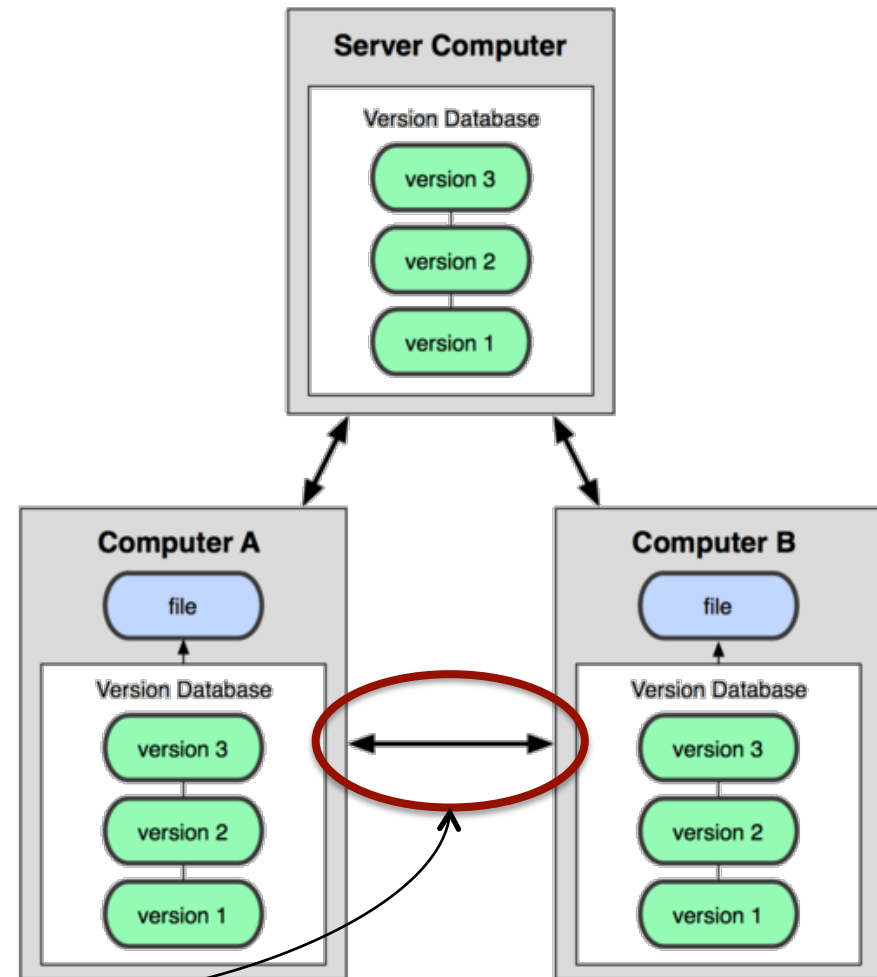 Server Computer
Version Database
version 3
version 2
version 1
Computer A
file
Version Database
version 3
version 2
version 1
Computer B
file
Version Database
version 3
version 2
version 1